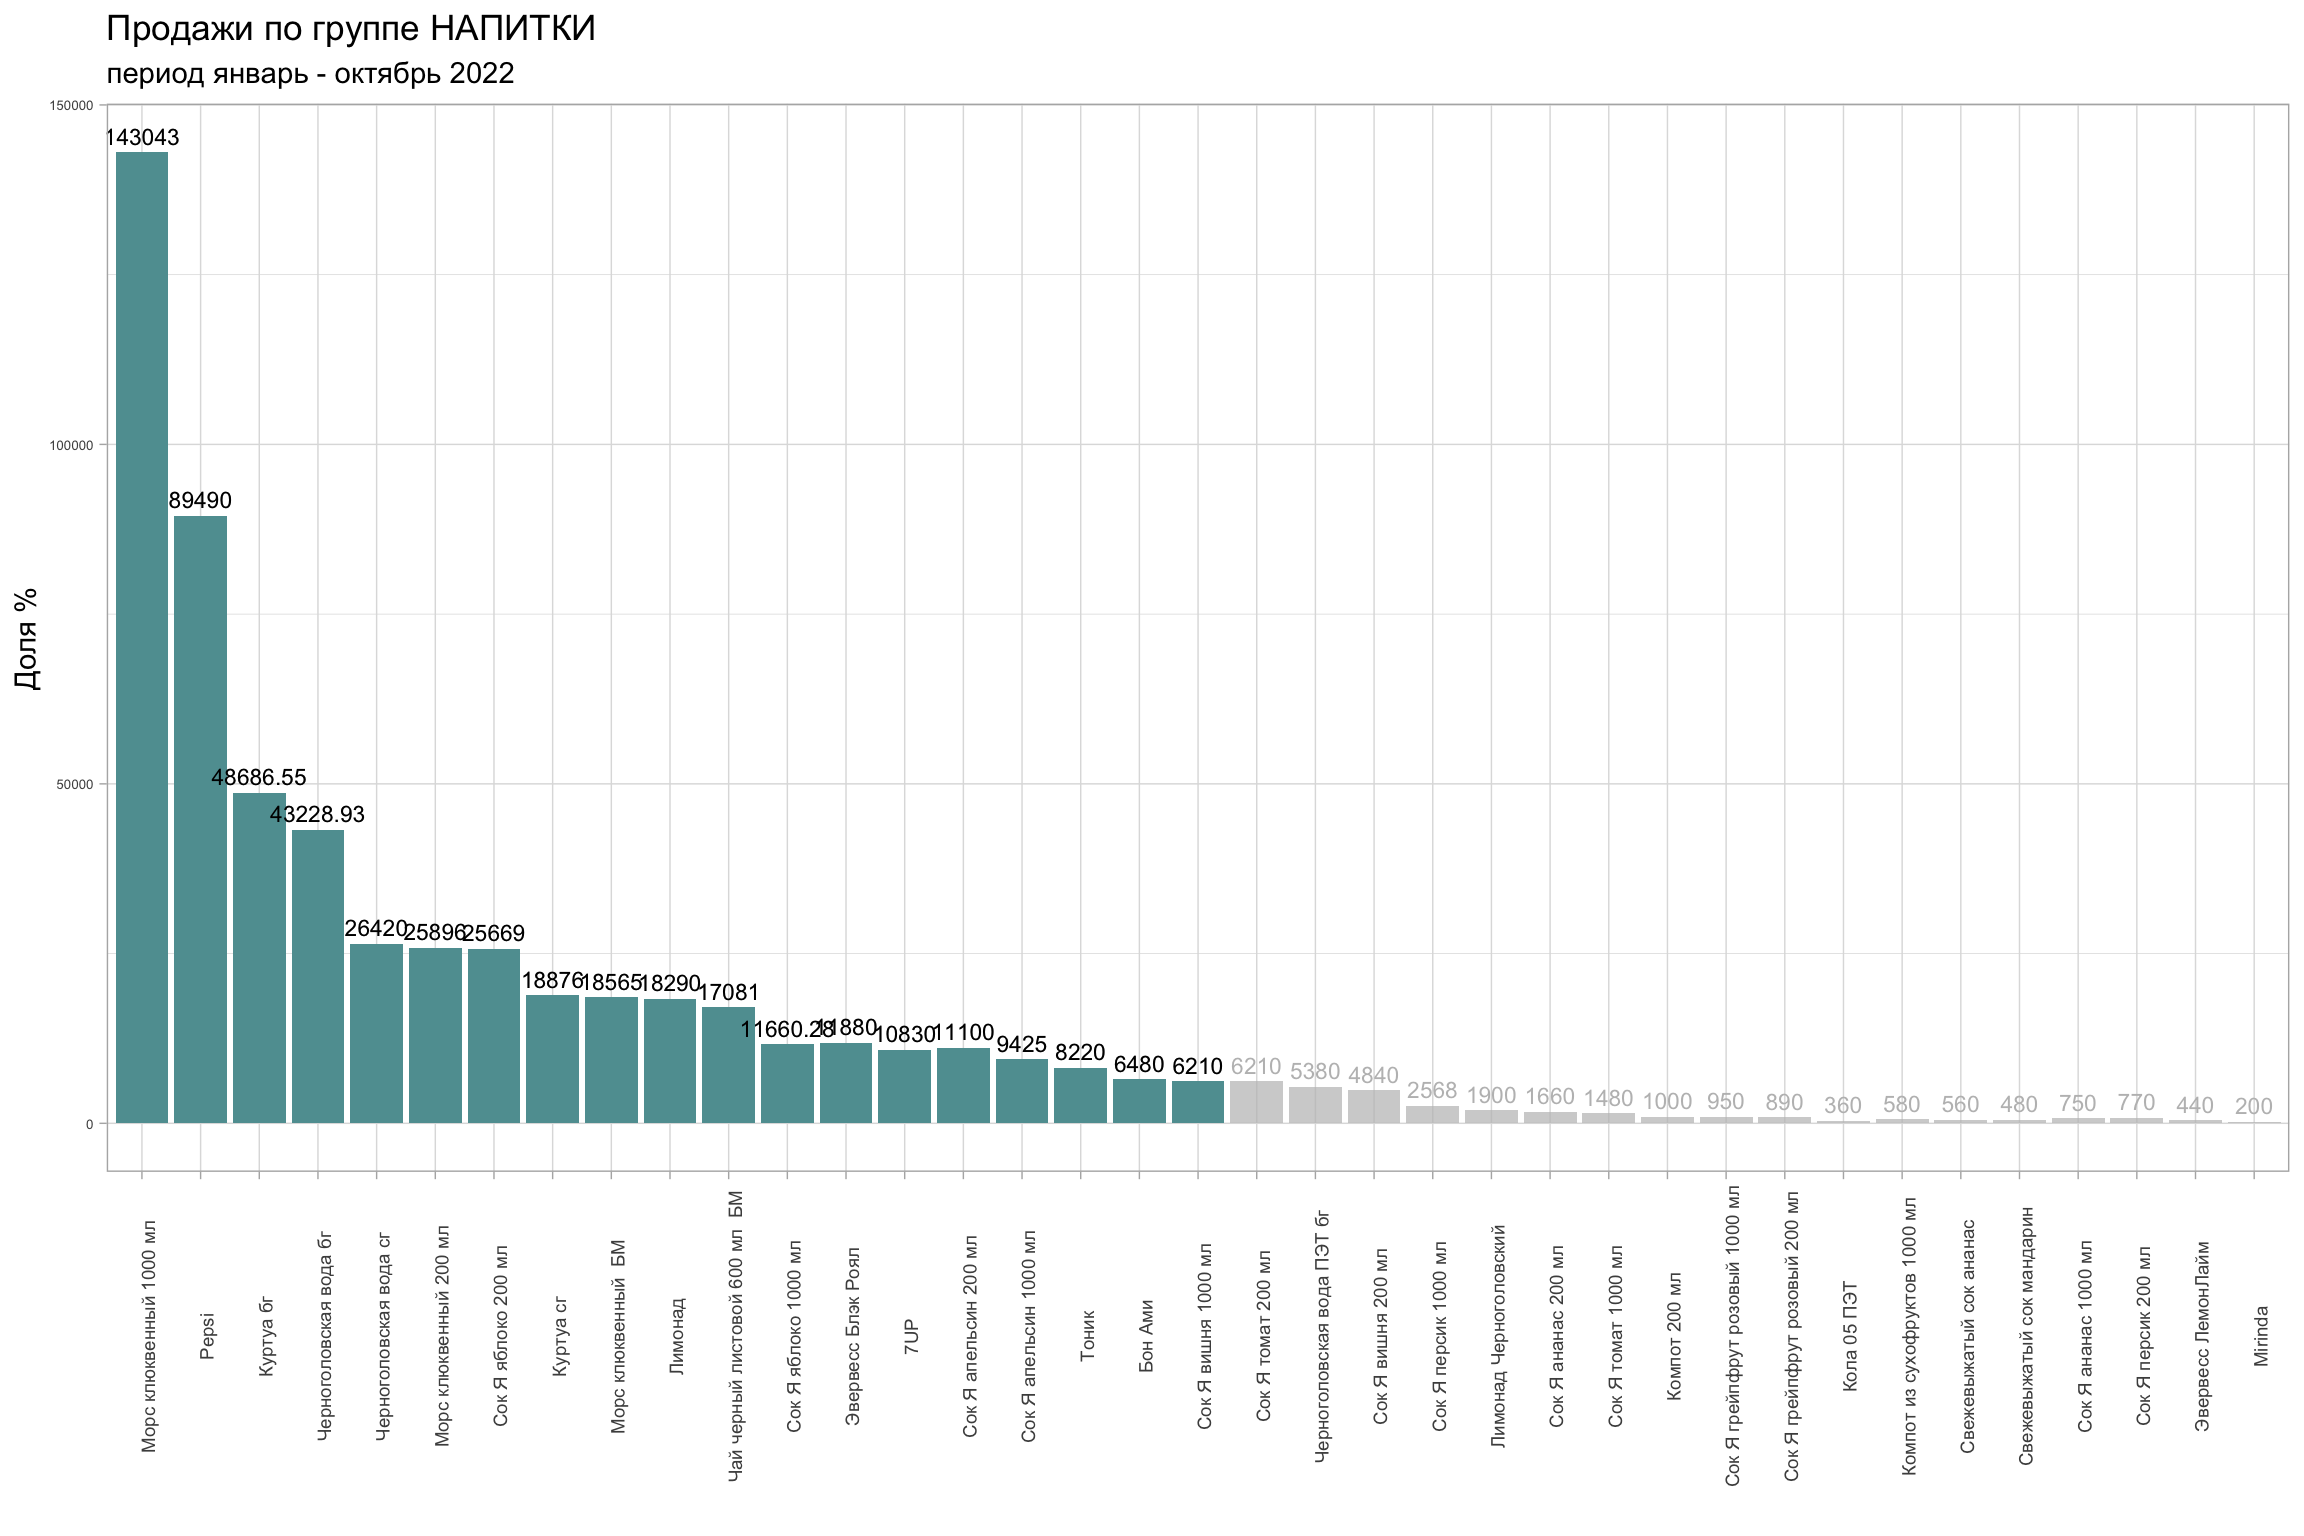 Продажи по группе НАПИТКИ
период январь - октябрь 2022
Доля %
150000
100000
50000
0
143043
89490
48686.55
43228.93
26420
25896
25669
18876
18565
18290
17081
11660.28
11880
10830
11100
9425
8220
6480
6210
6210
5380
4840
2568
1900
1660
1480
1000
950
890
360
580
560
480
750
770
440
200
Морс клюквенный 1000 мл
Pepsi
Куртуа бг
Черноголовская вода бг
Черноголовская вода сг
Морс клюквенный 200 мл
Сок Я яблоко 200 мл
Куртуа сг
Морс клюквенный БМ
Лимонад
Чай черный листовой 600 мл БМ
Сок Я яблоко 1000 мл
Эвервесс Блэк Роял
7UP
Сок Я апельсин 200 мл
Сок Я апельсин 1000 мл
Тоник
Бон Ами
Сок Я вишня 1000 мл
Сок Я томат 200 мл
Черноголовская вода ПЭТ бг
Сок Я вишня 200 мл
Сок Я персик 1000 мл
Лимонад Черноголовский
Сок Я ананас 200 мл
Сок Я томат 1000 мл
Компот 200 мл
Сок Я грейпфрут розовый 1000 мл
Сок Я грейпфрут розовый 200 мл
Кола 05 ПЭТ
Компот из сухофруктов 1000 мл
Свежевыжатый сок ананас
Свежевыжатый сок мандарин
Сок Я ананас 1000 мл
Сок Я персик 200 мл
Эвервесс ЛемонЛайм
Mirinda